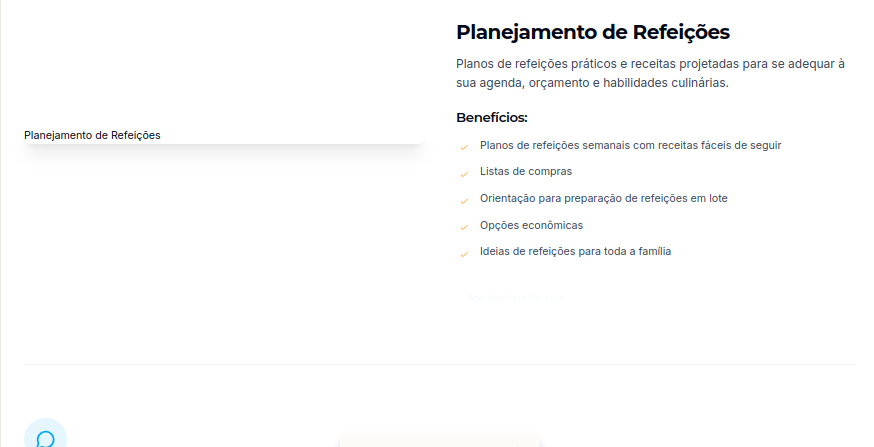 Planejamento de Refeições
Planos de refeições práticos e receitas projetadas para se adequar à
sua agenda, orçamento e habilidades culinárias.
Planejamento de Refeições
Benefícios:
Planos de refeições semanais com receitas fáceis de seguir
Listas de compras
Orientação para preparação de refeições em lote
Opções econômicas
Ideias de refeições para toda a família